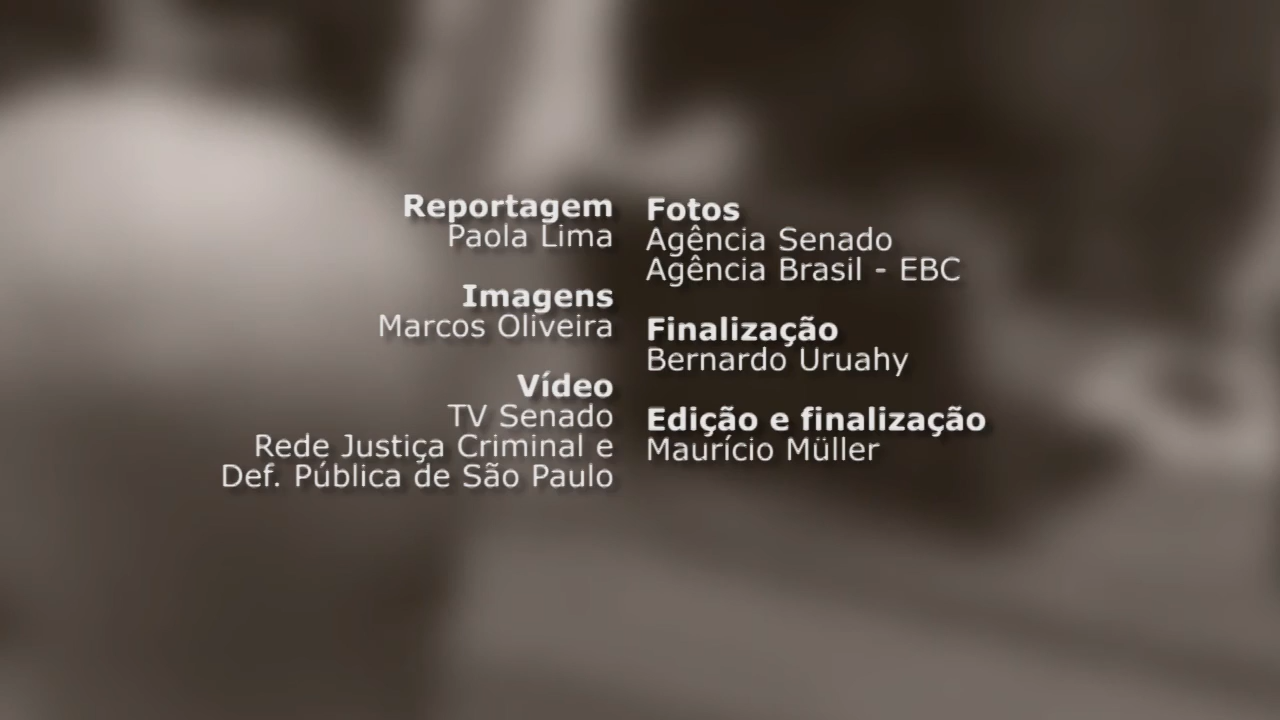 Reportagem
Paola Lima
Imagens
Marcos Oliveira
Vídeo
TV Senado
Rede Justiça Criminal e
Def. Pública de São Paulo
Fotos
Agência Senado
Agência Brasil - EBC
Finalização
Bernardo Uruahy
Edição e finalização
Maurício Müller